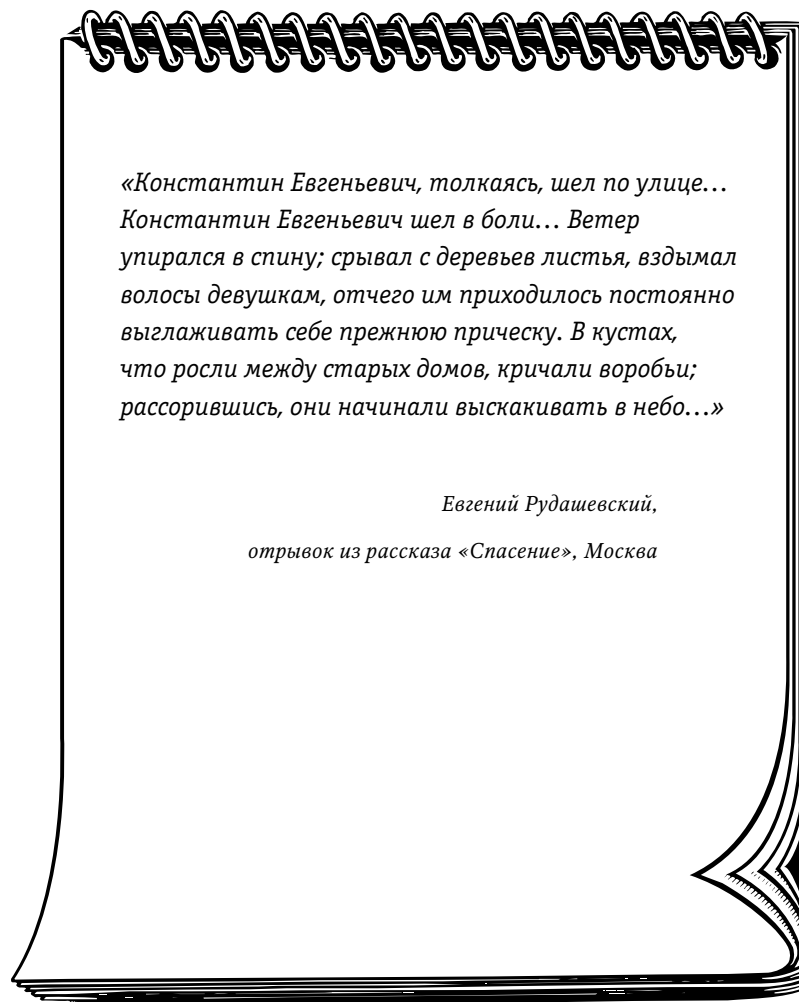 «Константин Евгеньевич, толкаясь, шел по улице…
Константин Евгеньевич шел в боли… Ветер
упирался в спину; срывал с деревьев листья, вздымал
волосы девушкам, отчего им приходилось постоянно
выглаживать себе прежнюю прическу. В кустах,
что росли между старых домов, кричали воробьи;
рассорившись, они начинали выскакивать в небо…»
Евгений Рудашевский,
отрывок из рассказа «Спасение», Москва